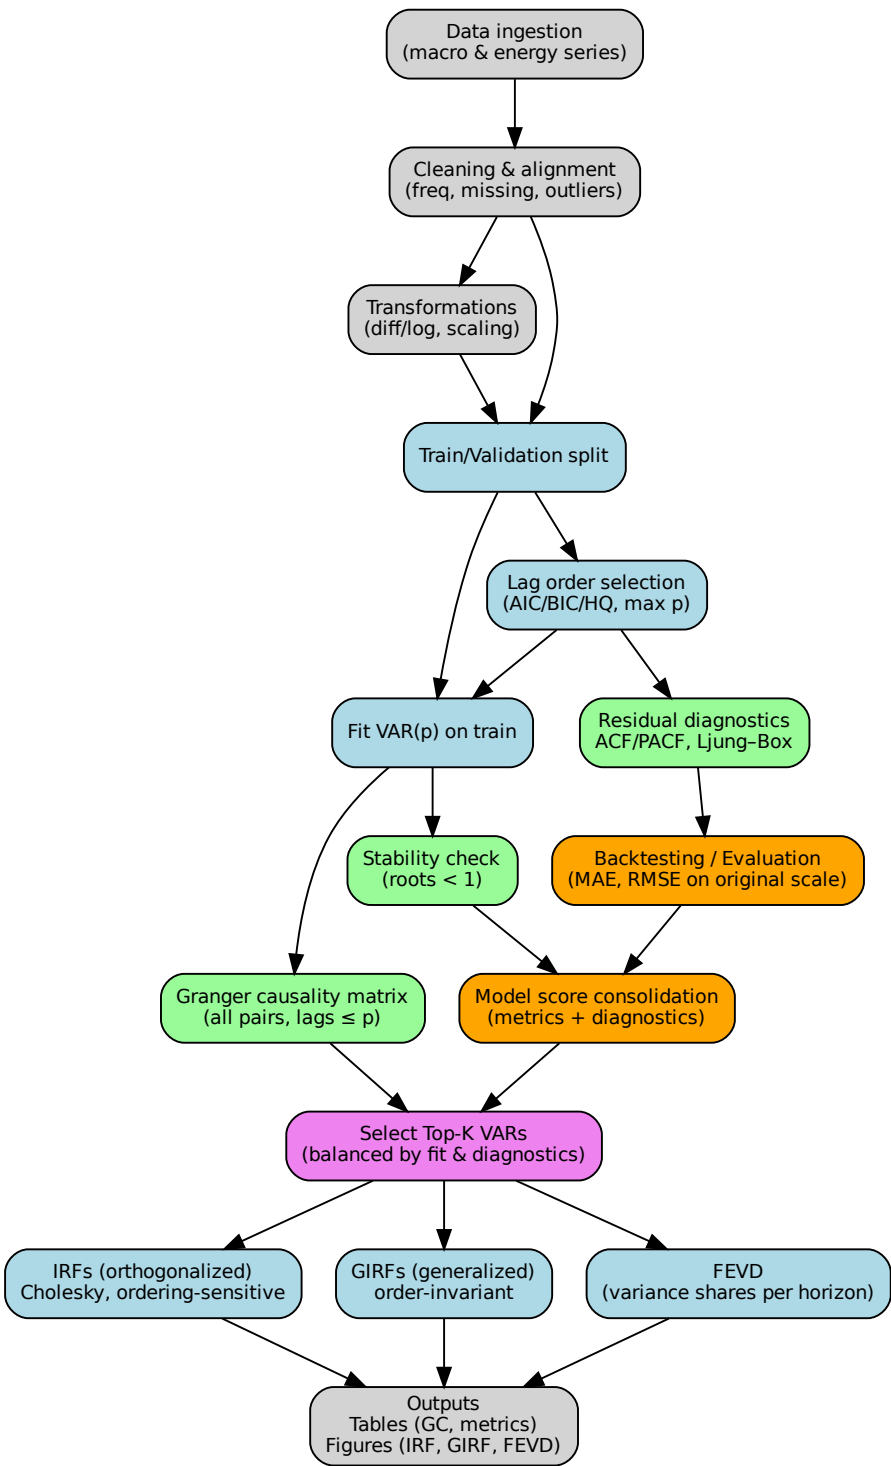 Data ingestion
(macro & energy series)
Cleaning & alignment
(freq, missing, outliers)
Transformations
(diff/log, scaling)
Train/Validation split
Lag order selection
(AIC/BIC/HQ, max p)
Fit VAR(p) on train
Residual diagnostics
ACF/PACF, Ljung–Box
Stability check
(roots < 1)
Backtesting / Evaluation
(MAE, RMSE on original scale)
Granger causality matrix
(all pairs, lags ≤ p)
Model score consolidation
(metrics + diagnostics)
Select Top-K VARs
(balanced by fit & diagnostics)
IRFs (orthogonalized)
Cholesky, ordering-sensitive
GIRFs (generalized)
order-invariant
FEVD
(variance shares per horizon)
Outputs
Tables (GC, metrics)
Figures (IRF, GIRF, FEVD)